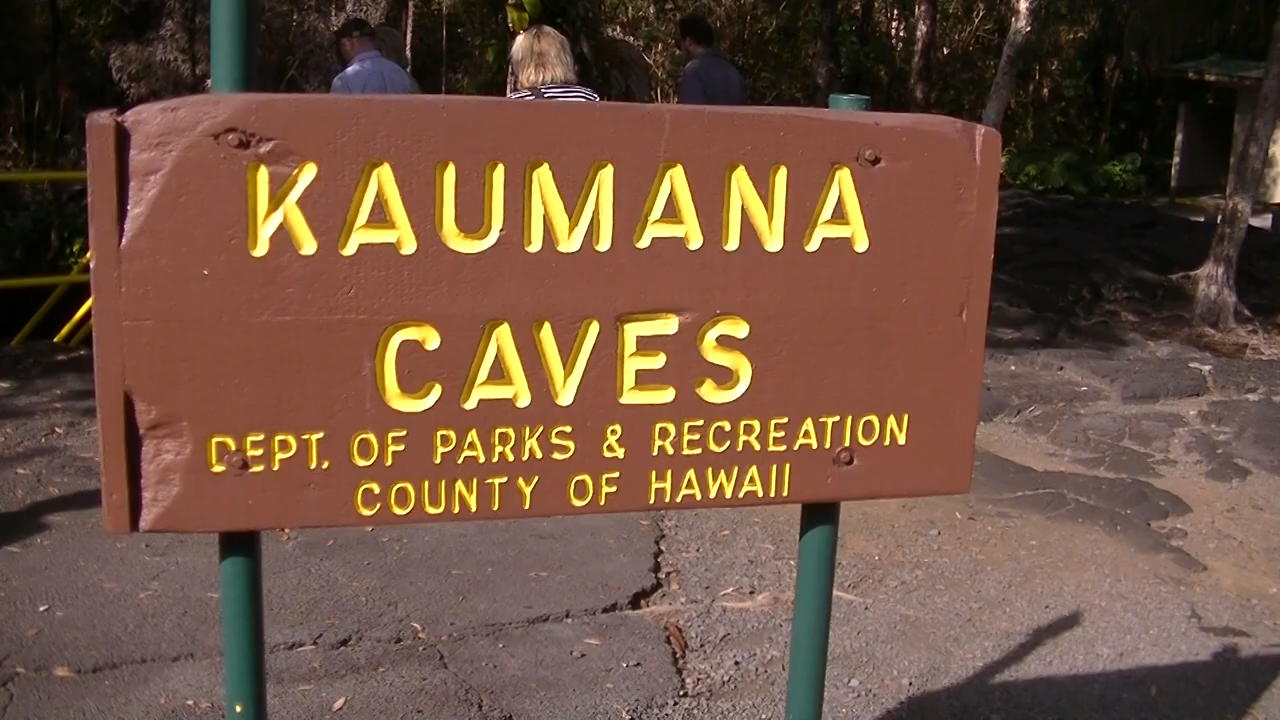 KAUMANA
CAVES
DEPT. OF PARKS & RECREATION
COUNTY OF HAWAII